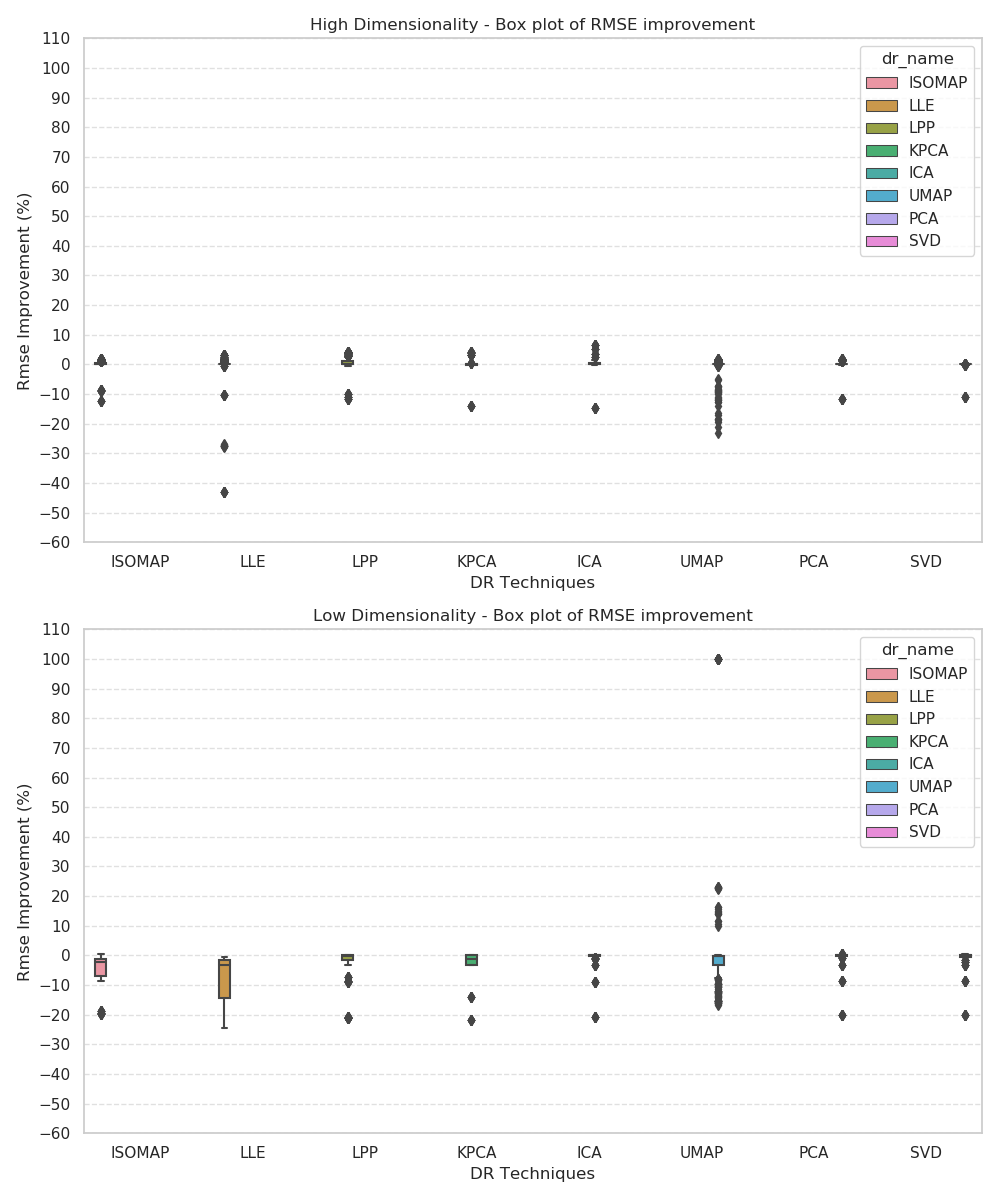 High Dimensionality - Box plot of RMSE improvement
110
100
90
80
70
60
50
40
30
20
10
0
−10
−20
−30
−40
−50
−60
Rmse Improvement (%)
dr_name
ISOMAP
LLE
LPP
KPCA
ICA
UMAP
PCA
SVD
ISOMAP LLE LPP KPCA ICA UMAP PCA SVD
DR Techniques
Low Dimensionality - Box plot of RMSE improvement
110
100
90
80
70
60
50
40
30
20
10
0
−10
−20
−30
−40
−50
−60
Rmse Improvement (%)
dr_name
ISOMAP
LLE
LPP
KPCA
ICA
UMAP
PCA
SVD
ISOMAP LLE LPP KPCA ICA UMAP PCA SVD
DR Techniques